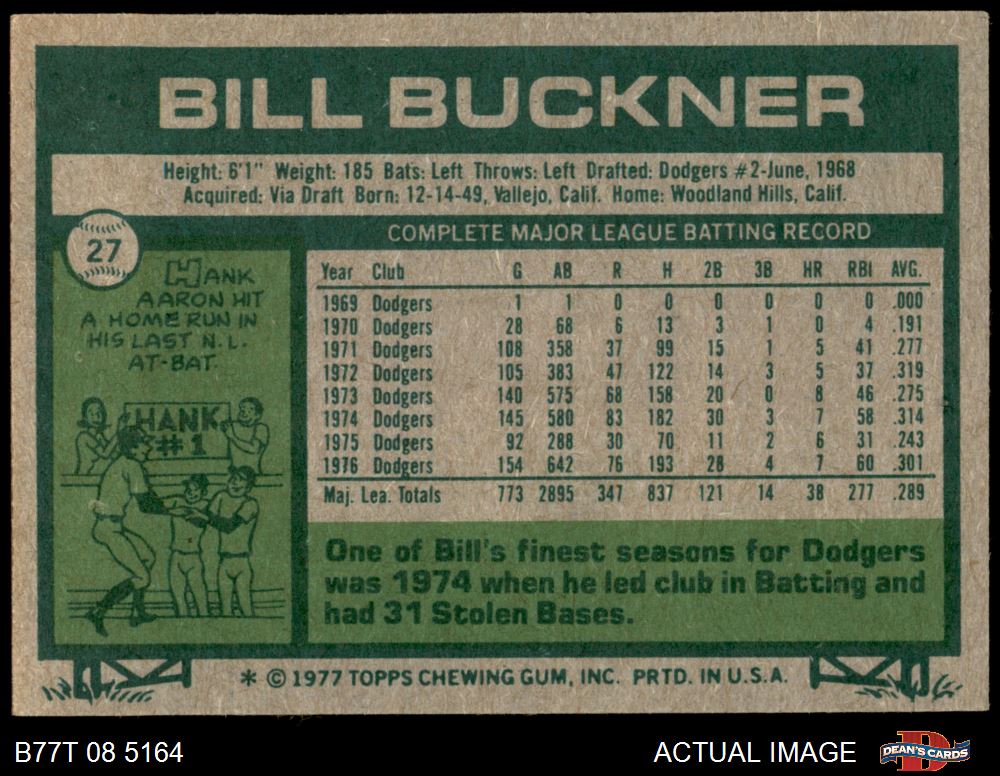 BILL BUCKNER
Height: 6'1" Weight: 185 Bats: Left Throws: Left Drafted: Dodgers #2-June, 1968
Acquired: Via Draft Born: 12-14-49, Vallejo, Calif. Home: Woodland Hills, Calif.
27
HANK
AARON HIT
A HOME RUN IN
HIS LAST N.L.
AT-BAT.
HANK
#1
COMPLETE MAJOR LEAGUE BATTING RECORD
Year Club G AB R H 2B 3B HR RBI AVG.
1969 Dodgers 1 1 0 0 0 0 0 0 .000
1970 Dodgers 28 68 6 13 3 1 0 4 .191
1971 Dodgers 108 358 37 99 15 1 5 41 .277
1972 Dodgers 105 383 47 122 14 3 5 37 .319
1973 Dodgers 140 575 68 158 20 0 8 46 .275
1974 Dodgers 145 580 83 182 30 3 7 58 .314
1975 Dodgers 92 288 30 70 11 2 6 31 .243
1976 Dodgers 154 642 76 193 28 4 7 60 .301
Maj. Lea. Totals 773 2895 347 837 121 14 38 277 .289
One of Bill's finest seasons for Dodgers
was 1974 when he led club in Batting and
had 31 Stolen Bases.
* © 1977 TOPPS CHEWING GUM, INC. PRTD. IN U.S.A.
B77T 08 5164
ACTUAL IMAGE
D
DEAN'S CARDS